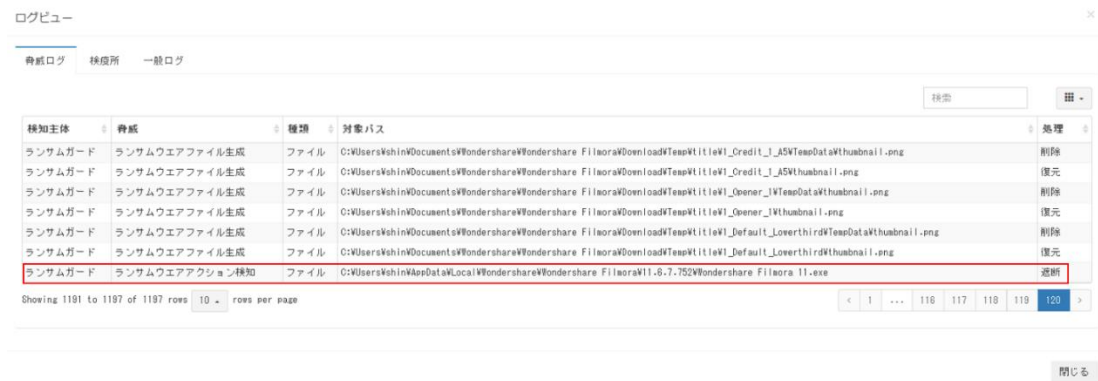 ログビュー ×
脅威ログ 検疫所 一般ログ
検索
検知主体 脅威 種類 対象パス 処理
ランサムガード ランサムウエアファイル生成 ファイル C:¥Users¥shin¥Documents¥Wondershare¥Wondershare Filmora¥Download¥Temp¥title¥1_Credit_1_A5¥TempData¥thumbnail.png 削除
ランサムガード ランサムウエアファイル生成 ファイル C:¥Users¥shin¥Documents¥Wondershare¥Wondershare Filmora¥Download¥Temp¥title¥1_Credit_1_A5¥thumbnail.png 復元
ランサムガード ランサムウエアファイル生成 ファイル C:¥Users¥shin¥Documents¥Wondershare¥Wondershare Filmora¥Download¥Temp¥title¥1_Opener_1¥TempData¥thumbnail.png 削除
ランサムガード ランサムウエアファイル生成 ファイル C:¥Users¥shin¥Documents¥Wondershare¥Wondershare Filmora¥Download¥Temp¥title¥1_Opener_1¥thumbnail.png 復元
ランサムガード ランサムウエアファイル生成 ファイル C:¥Users¥shin¥Documents¥Wondershare¥Wondershare Filmora¥Download¥Temp¥title¥1_Default_Lowerthird¥TempData¥thumbnail.png 削除
ランサムガード ランサムウエアファイル生成 ファイル C:¥Users¥shin¥Documents¥Wondershare¥Wondershare Filmora¥Download¥Temp¥title¥1_Default_Lowerthird¥thumbnail.png 復元
ランサムガード ランサムウエアアクション検知 ファイル C:¥Users¥shin¥AppData¥Local¥Wondershare¥Wondershare Filmora¥11.6.7.752¥Wondershare Filmora 11.exe 遮断
Showing 1191 to 1197 of 1197 rows 10 rows per page < 1 ... 116 117 118 119 120 >
閉じる